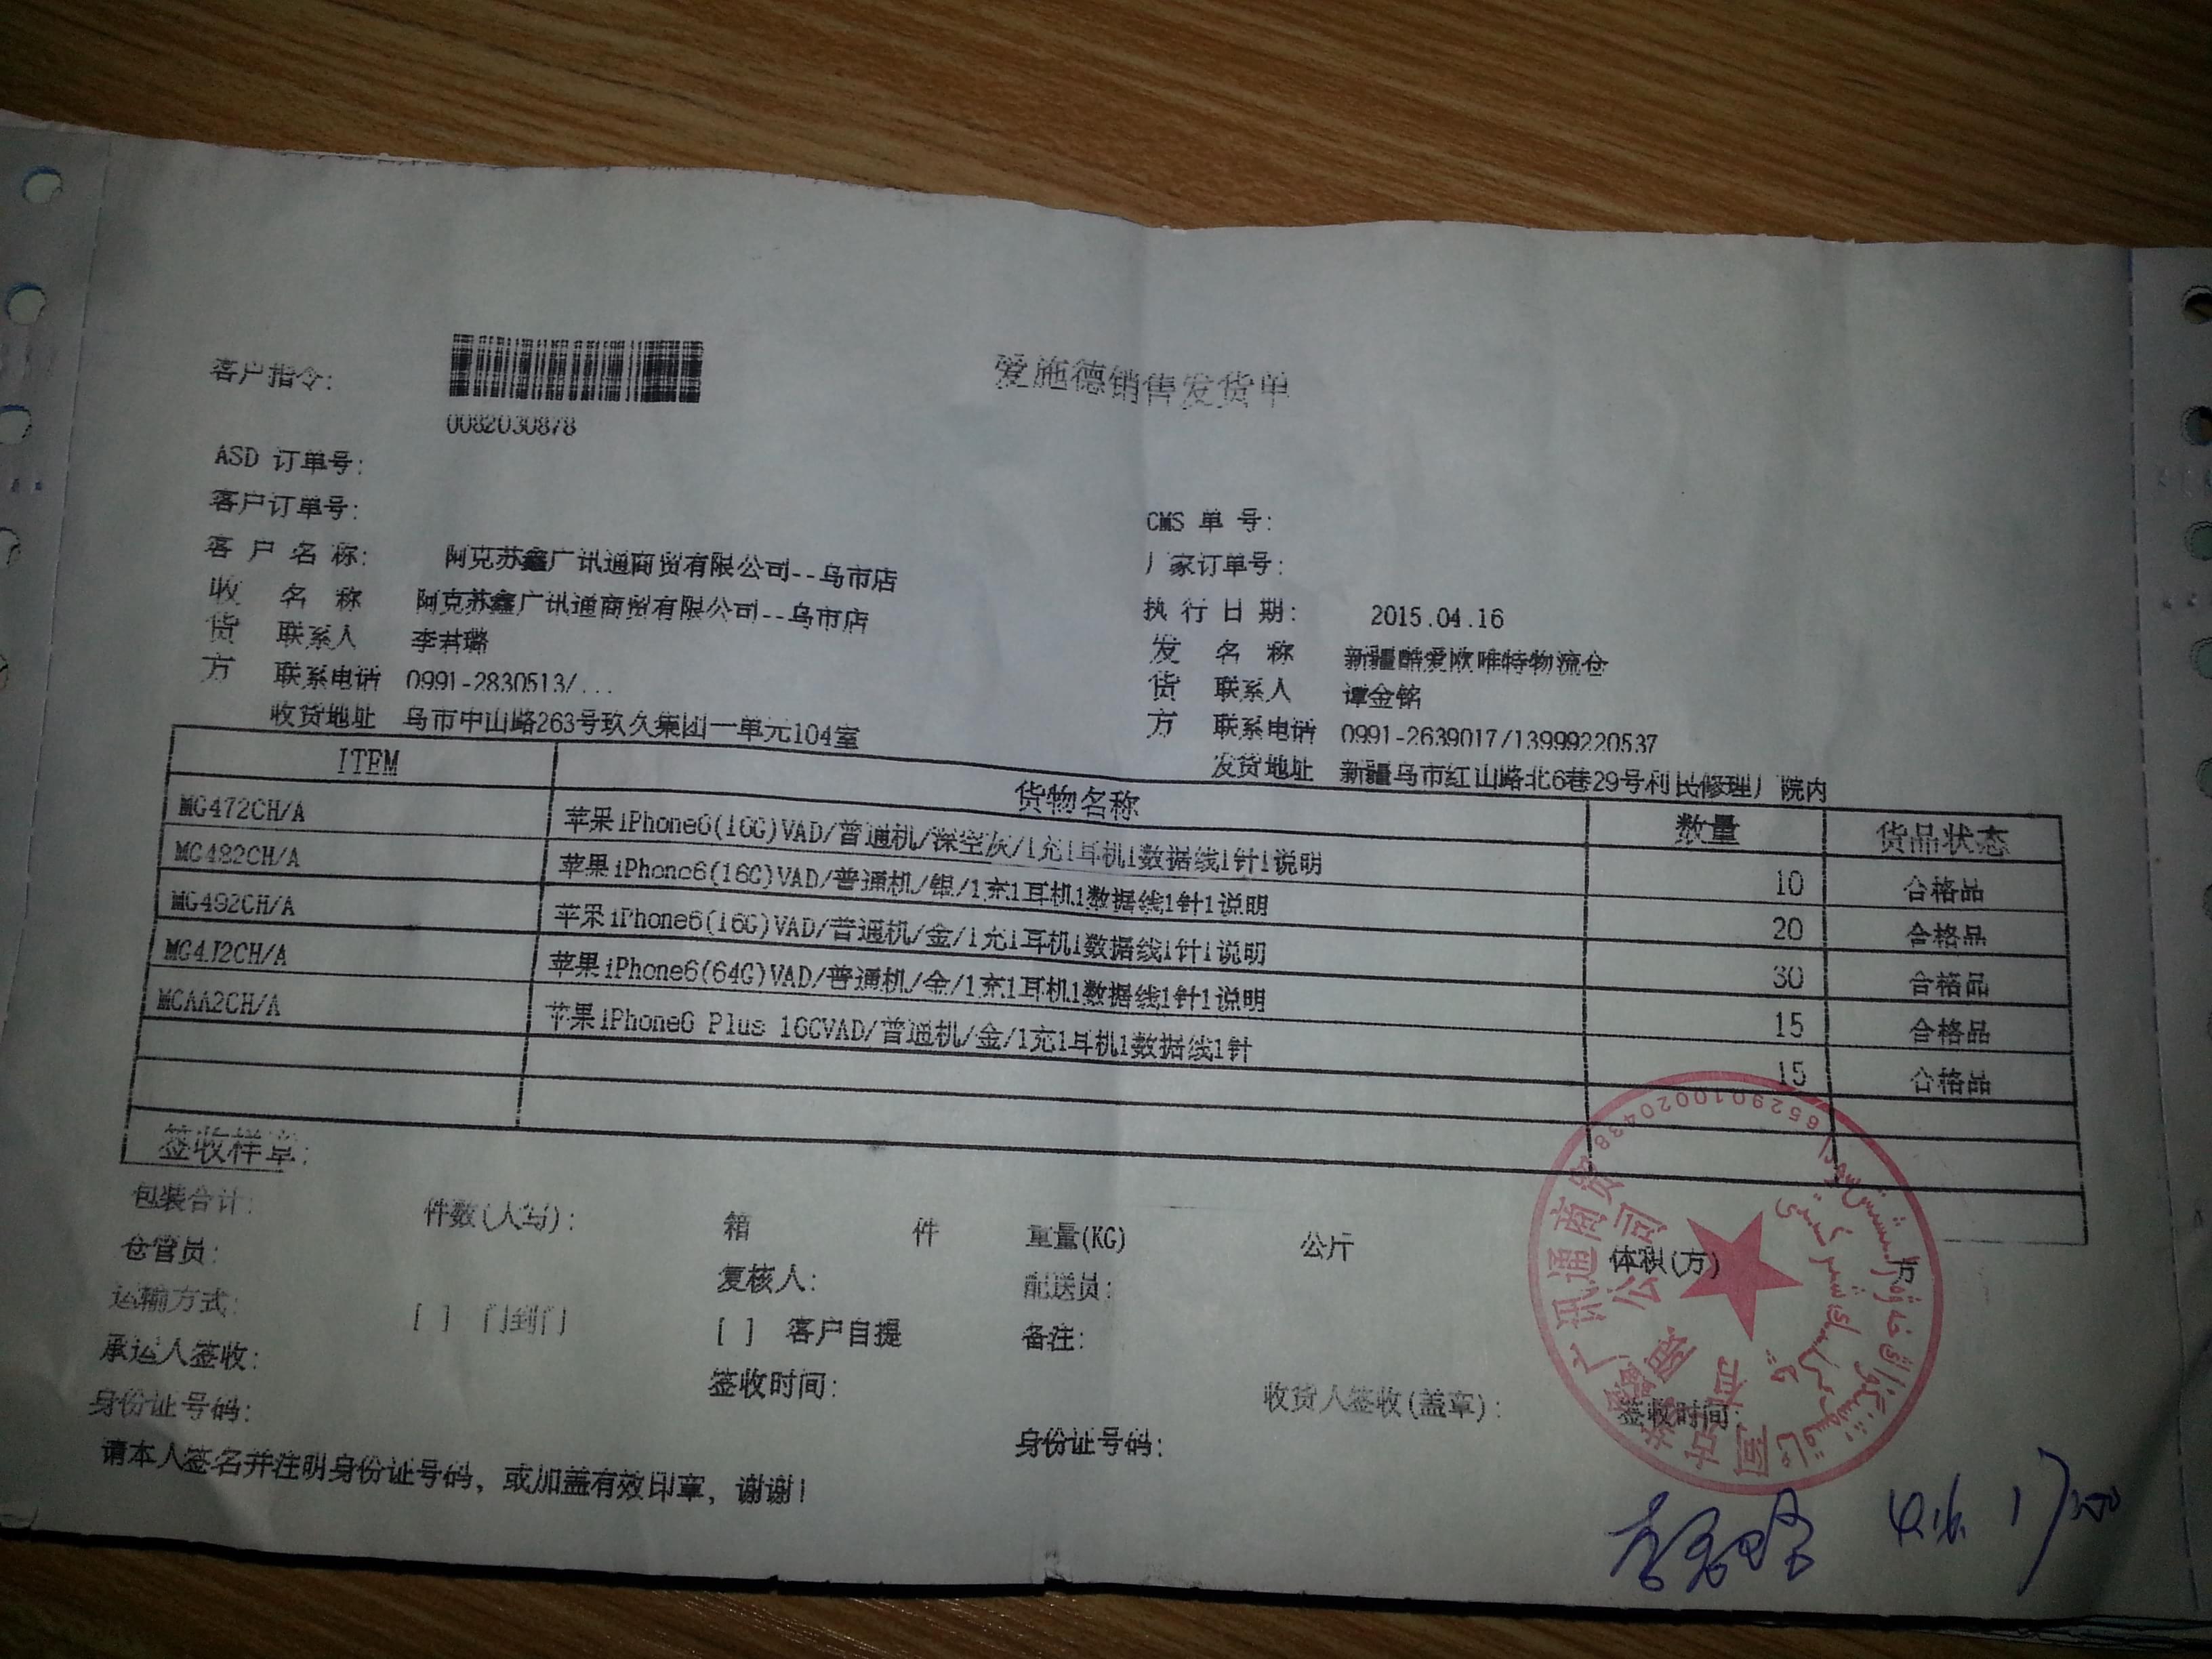 爱施德销售发货单
客户指令:
0082030878
ASD 订单号:
客户订单号:
CMS 单 号:
客 户 名 称: 阿克苏鑫广讯通商贸有限公司--乌市店
厂家订单号:
收货方 名 称 阿克苏鑫广讯通商贸有限公司--乌市店
执 行 日 期: 2015.04.16
联系人 李君璐
发货方 名 称 新疆酷爱欧唯特物流仓
联系电话 0991-2830513/...
联系人 谭金铭
收货地址 乌市中山路263号玖久集团一单元104室
联系电话 0991-2639017/13999220537
发货地址 新疆乌市红山路北6巷29号利民修理厂院内
ITEM 货物名称 数量 货品状态
MG472CH/A 苹果iPhone6(16G)VAD/普通机/深空灰/1充1耳机1数据线1针1说明 10 合格品
MG482CH/A 苹果iPhone6(16G)VAD/普通机/银/1充1耳机1数据线1针1说明 20 合格品
MG492CH/A 苹果iPhone6(16G)VAD/普通机/金/1充1耳机1数据线1针1说明 30 合格品
MG4J2CH/A 苹果iPhone6(64G)VAD/普通机/金/1充1耳机1数据线1针1说明 15 合格品
MGAA2CH/A 苹果iPhone6 Plus 16GVAD/普通机/金/1充1耳机1数据线1针 15 合格品
签收样章:
包装合计: 件数(人写): 箱 件 重量(KG) 公斤 体积(方) 方
仓管员: 复核人: 配送员:
运输方式: [ ] 门到门 [ ] 客户自提 备注:
承运人签收: 签收时间: 收货人签收(盖章): 签收时间:
身份证号码: 身份证号码:
请本人签名并注明身份证号码，或加盖有效印章，谢谢!
广讯通商贸
公司
6529010020438
李君璐 4.16 17:00